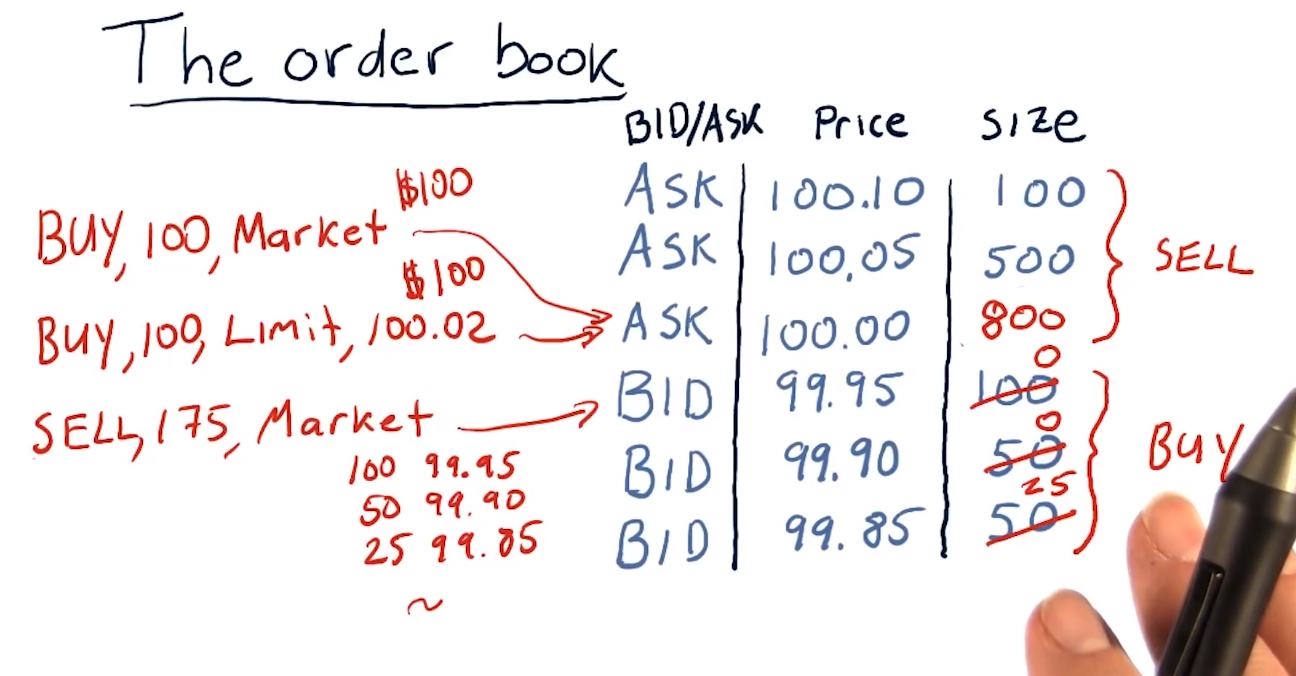 The order book
BID/ASK Price SIZE
ASK 100.10 100
ASK 100.05 500
ASK 100.00 800
BID 99.95 100 0
BID 99.90 50 0
BID 99.85 50 25
SELL
BUY
$100
BUY, 100, Market
$100
BUY, 100, Limit, 100.02
SELL, 175, Market
100 99.95
50 99.90
25 99.85
~